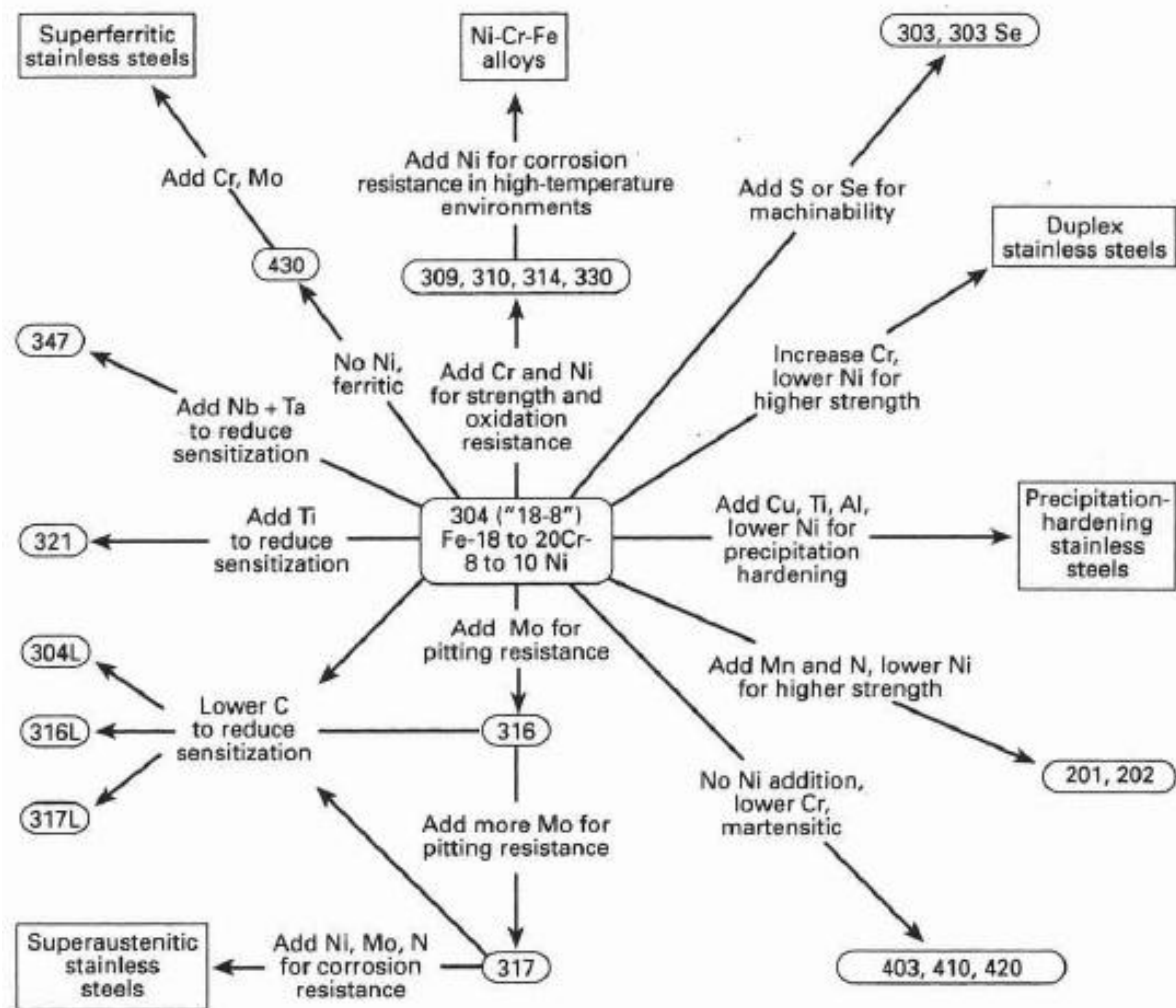 Superferritic
stainless steels
Ni-Cr-Fe
alloys
303, 303 Se
Add Cr, Mo
Add Ni for corrosion
resistance in high-temperature
environments
Add S or Se for
machinability
Duplex
stainless steels
430
309, 310, 314, 330
347
No Ni,
ferritic
Add Cr and Ni
for strength and
oxidation
resistance
Increase Cr,
lower Ni for
higher strength
Add Nb + Ta
to reduce
sensitization
304 ("18-8")
Fe-18 to 20Cr-
8 to 10 Ni
Add Cu, Ti, Al,
lower Ni for
precipitation
hardening
Precipitation-
hardening
stainless
steels
321
Add Ti
to reduce
sensitization
Add Mo for
pitting resistance
304L
316L
317L
Lower C
to reduce
sensitization
316
Add Mn and N, lower Ni
for higher strength
201, 202
No Ni addition,
lower Cr,
martensitic
Add more Mo for
pitting resistance
Superaustenitic
stainless
steels
Add Ni, Mo, N
for corrosion
resistance
317
403, 410, 420